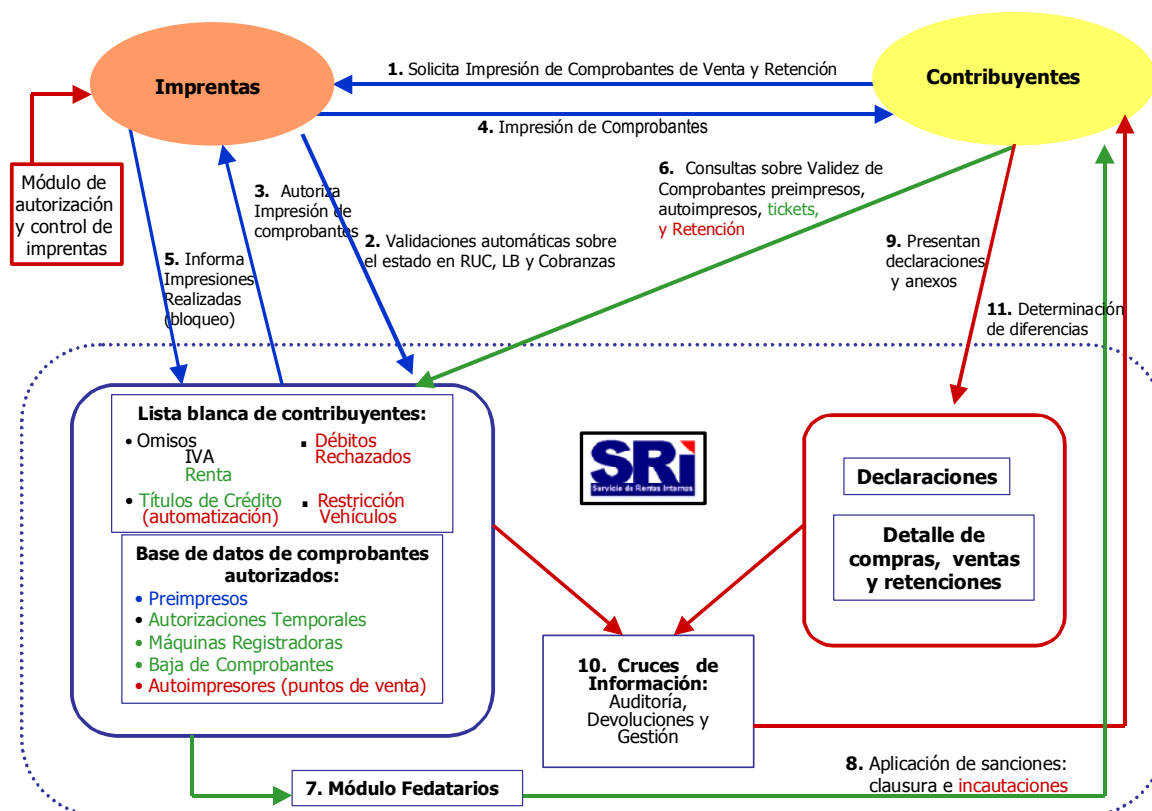 Imprentas
1. Solicita Impresión de Comprobantes de Venta y Retención
Contribuyentes
4. Impresión de Comprobantes
Módulo de
autorización
y control de
imprentas
3. Autoriza
Impresión de
comprobantes
6. Consultas sobre Validez de
Comprobantes preimpresos,
autoimpresos, tickets,
y Retención
2. Validaciones automáticas sobre
el estado en RUC, LB y Cobranzas
5. Informa
Impresiones
Realizadas
(bloqueo)
9. Presentan
declaraciones
y anexos
11. Determinación
de diferencias
Lista blanca de contribuyentes:
• Omisos
IVA
Renta
▪ Débitos
Rechazados
• Títulos de Crédito
(automatización)
▪ Restricción
Vehículos
Base de datos de comprobantes
autorizados:
• Preimpresos
• Autorizaciones Temporales
• Máquinas Registradoras
• Baja de Comprobantes
• Autoimpresores (puntos de venta)
SRi
Servicio de Rentas Internas
Declaraciones
Detalle de
compras, ventas
y retenciones
10. Cruces de
Información:
Auditoría,
Devoluciones y
Gestión
7. Módulo Fedatarios
8. Aplicación de sanciones:
clausura e incautaciones